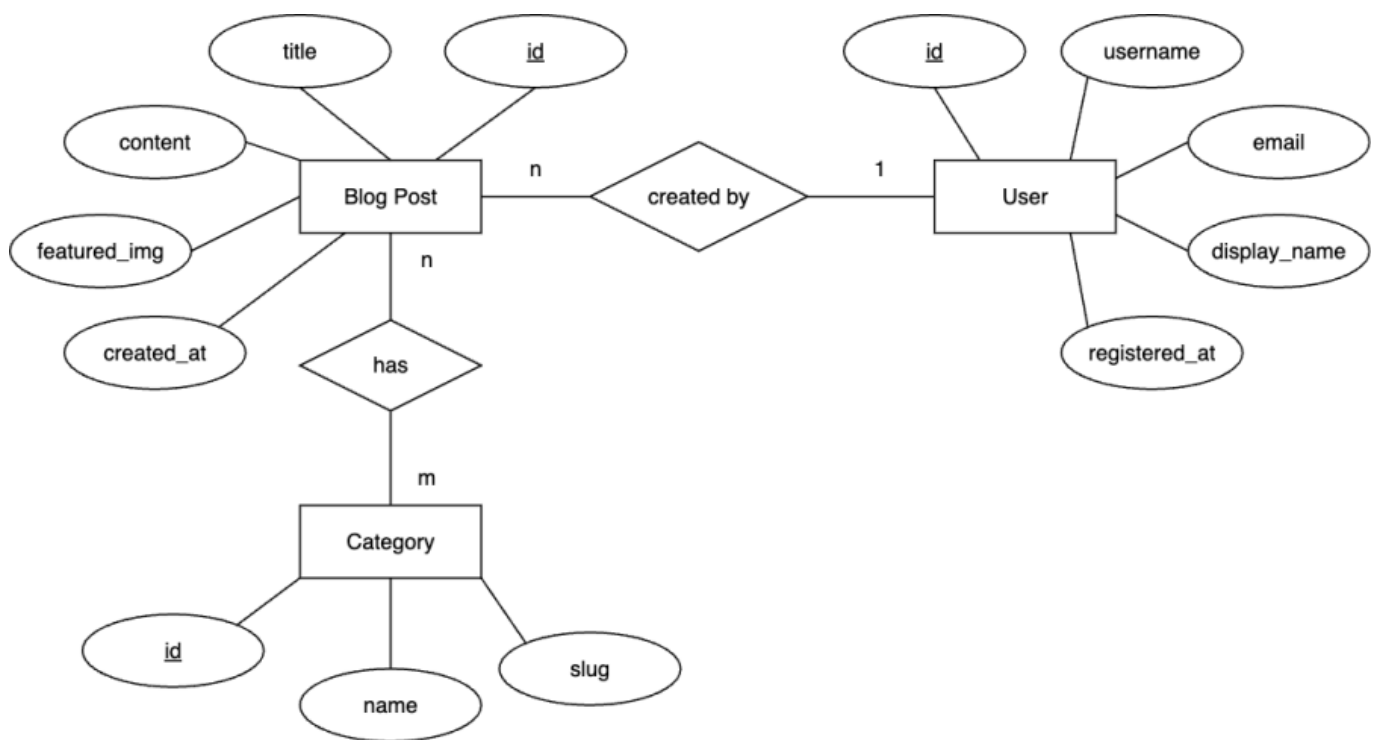 title
id
id
username
content
email
Blog Post
n
created by
1
User
featured_img
n
display_name
created_at
has
registered_at
m
Category
id
slug
name